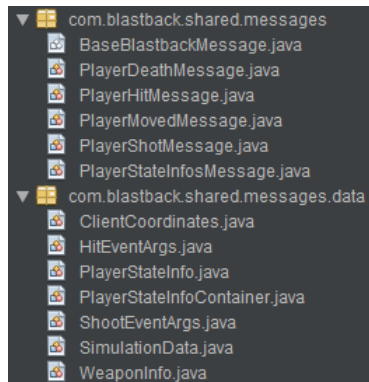 com.blastback.shared.messages
BaseBlastbackMessage.java
PlayerDeathMessage.java
PlayerHitMessage.java
PlayerMovedMessage.java
PlayerShotMessage.java
PlayerStateInfosMessage.java
com.blastback.shared.messages.data
ClientCoordinates.java
HitEventArgs.java
PlayerStateInfo.java
PlayerStateInfoContainer.java
ShootEventArgs.java
SimulationData.java
WeaponInfo.java